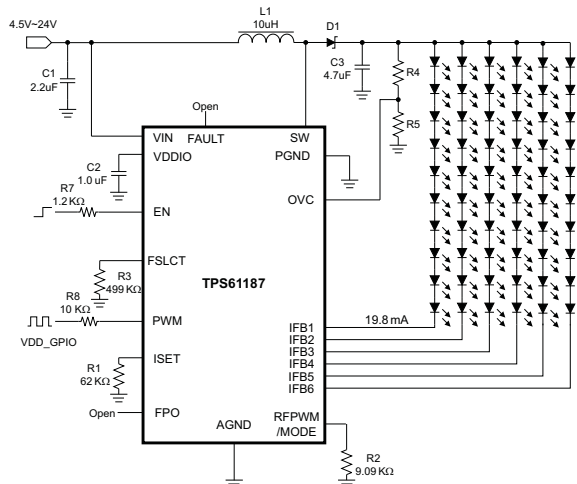 4.5V~24V
L1
10uH
D1
C1
2.2uF
C3
4.7uF
R4
R5
Open
VIN
FAULT
SW
VDDIO
PGND
C2
1.0 uF
R7
1.2 KΩ
EN
OVC
FSLCT
R3
499 KΩ
TPS61187
R8
10 KΩ
PWM
VDD_GPIO
IFB1
19.8 mA
IFB2
IFB3
IFB4
IFB5
IFB6
ISET
R1
62 KΩ
Open
FPO
AGND
RFPWM
/MODE
R2
9.09 KΩ